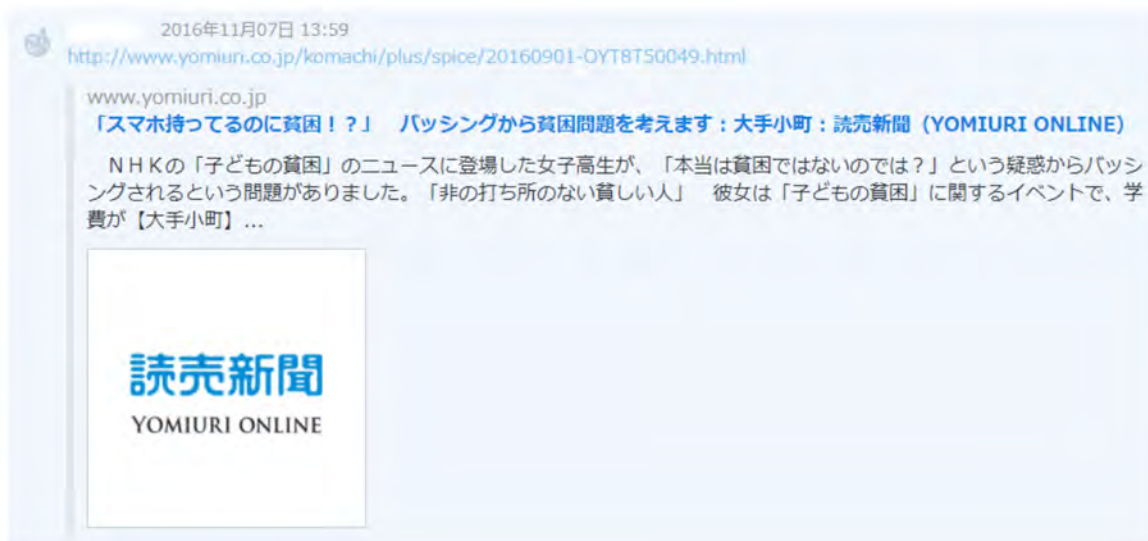 2016年11月07日 13:59
http://www.yomiuri.co.jp/komachi/plus/spice/20160901-OYT8T50049.html
www.yomiuri.co.jp
「スマホ持ってるのに貧困！？」　バッシングから貧困問題を考えます：大手小町：読売新聞（YOMIURI ONLINE）
　ＮＨＫの「子どもの貧困」のニュースに登場した女子高生が、「本当は貧困ではないのでは？」という疑惑からバッシ
ングされるという問題がありました。「非の打ち所のない貧しい人」　彼女は「子どもの貧困」に関するイベントで、学
費が【大手小町】…
読売新聞
YOMIURI ONLINE